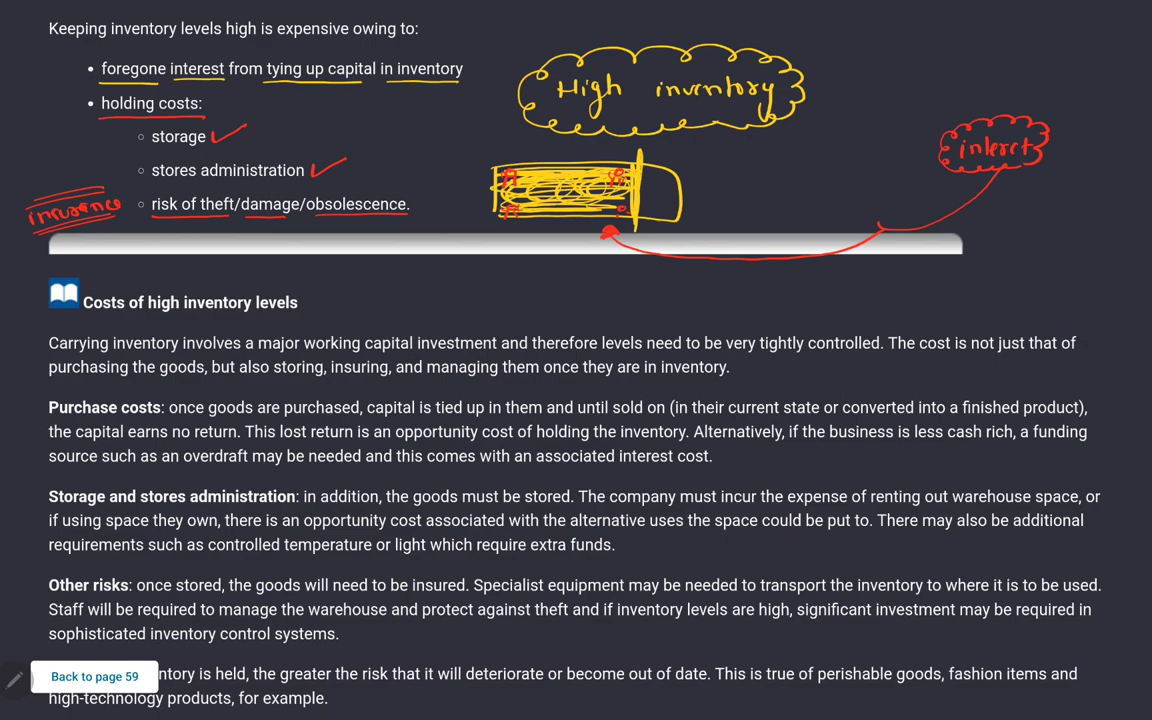 Keeping inventory levels high is expensive owing to:
High inventory
• foregone interest from tying up capital in inventory
• holding costs:
○ storage
interest
○ stores administration
insurance
○ risk of theft/damage/obsolescence.
Costs of high inventory levels
Carrying inventory involves a major working capital investment and therefore levels need to be very tightly controlled. The cost is not just that of
purchasing the goods, but also storing, insuring, and managing them once they are in inventory.
Purchase costs: once goods are purchased, capital is tied up in them and until sold on (in their current state or converted into a finished product),
the capital earns no return. This lost return is an opportunity cost of holding the inventory. Alternatively, if the business is less cash rich, a funding
source such as an overdraft may be needed and this comes with an associated interest cost.
Storage and stores administration: in addition, the goods must be stored. The company must incur the expense of renting out warehouse space, or
if using space they own, there is an opportunity cost associated with the alternative uses the space could be put to. There may also be additional
requirements such as controlled temperature or light which require extra funds.
Other risks: once stored, the goods will need to be insured. Specialist equipment may be needed to transport the inventory to where it is to be used.
Staff will be required to manage the warehouse and protect against theft and if inventory levels are high, significant investment may be required in
sophisticated inventory control systems.
Back to page 59
is held, the greater the risk that it will deteriorate or become out of date. This is true of perishable goods, fashion items and
high-technology products, for example.